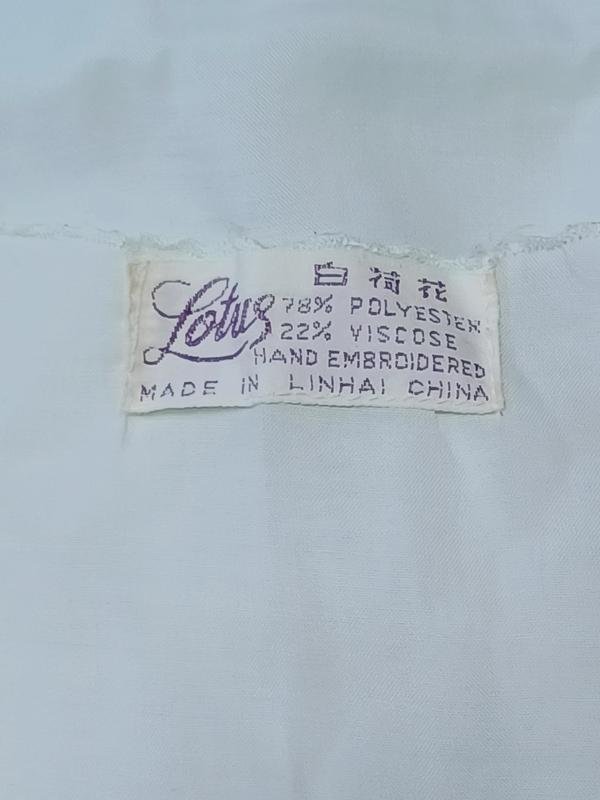 白荷花
Lotus
78% POLYESTER
22% VISCOSE
HAND EMBROIDERED
MADE IN LINHAI CHINA